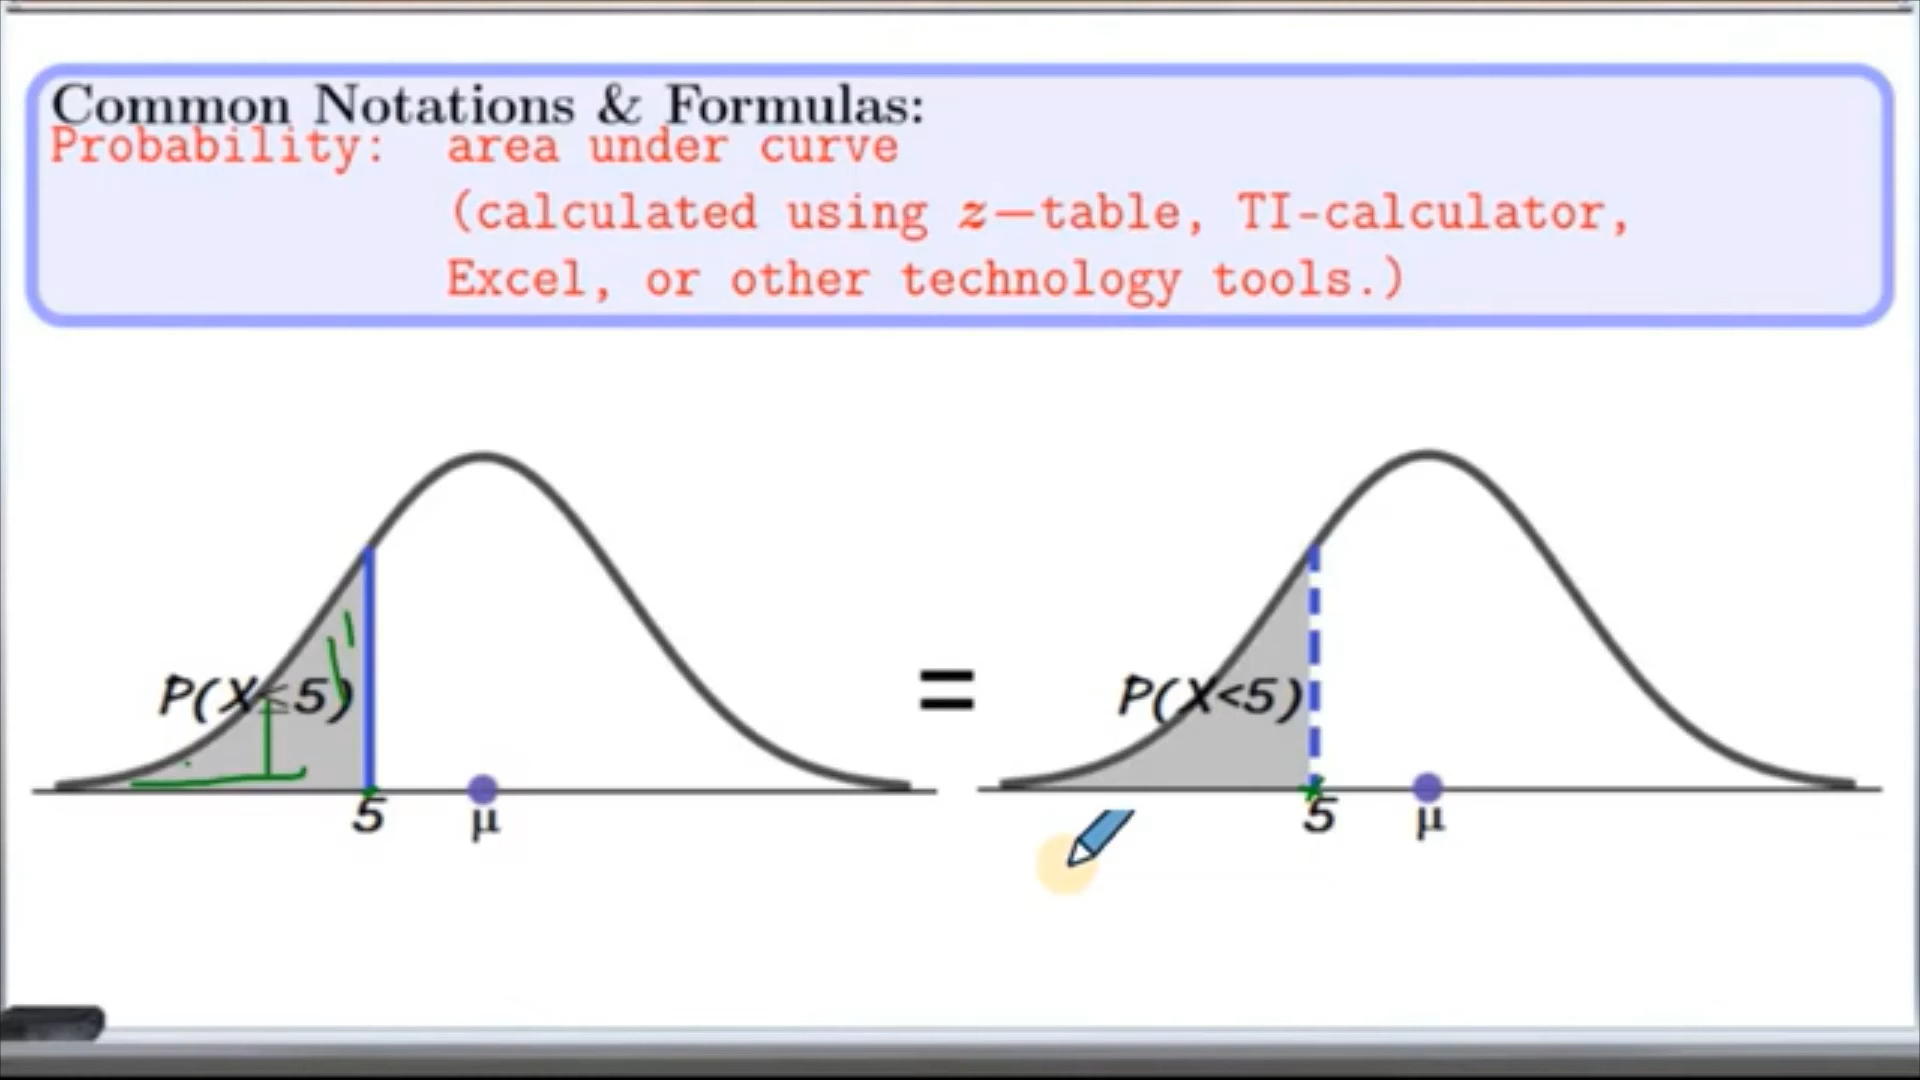 Common Notations & Formulas:
Probability: area under curve
(calculated using z—table, TI-calculator,
Excel, or other technology tools.)
P(X≤5) = P(X<5)
5 μ 5 μ